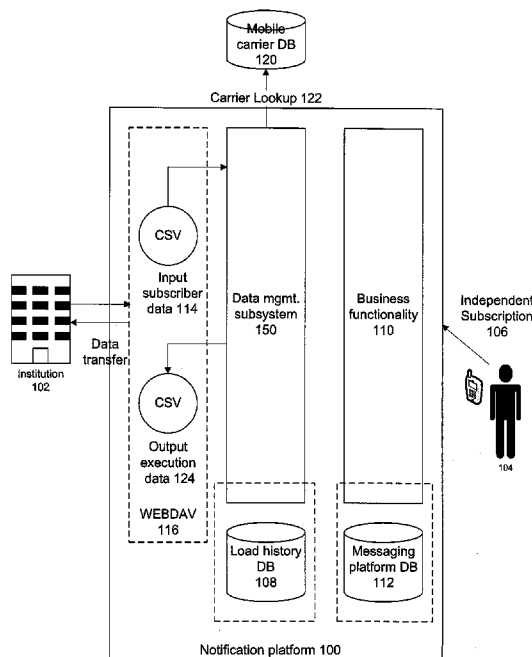 Mobile
carrier DB
120
Carrier Lookup 122
CSV
Input
subscriber
data 114
Data mgmt.
subsystem
150
Business
functionality
110
Independent
Subscription
106
Data
transfer
Institution
102
CSV
Output
execution
data 124
104
WEBDAV
116
Load history
DB
108
Messaging
platform DB
112
Notification platform 100